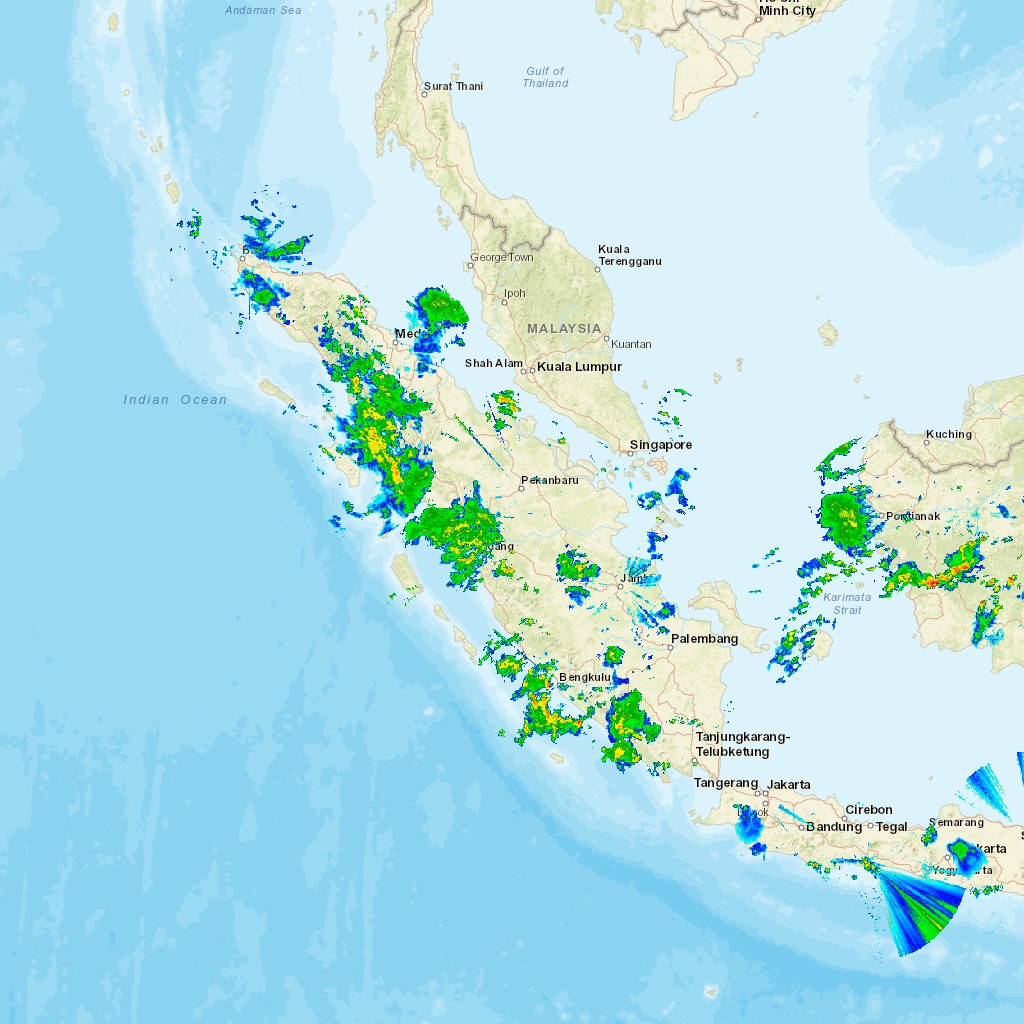 Andaman Sea
Minh City
Gulf of
Thailand
Surat Thani
George Town
Kuala
Terengganu
Ipoh
MALAYSIA
Kuantan
Shah Alam
Kuala Lumpur
Indian Ocean
Singapore
Kuching
Pekanbaru
Pontianak
Karimata
Strait
Palembang
Bengkulu
Tanjungkarang-
Telubketung
Tangerang
Jakarta
Cirebon
Bandung
Tegal
Semarang